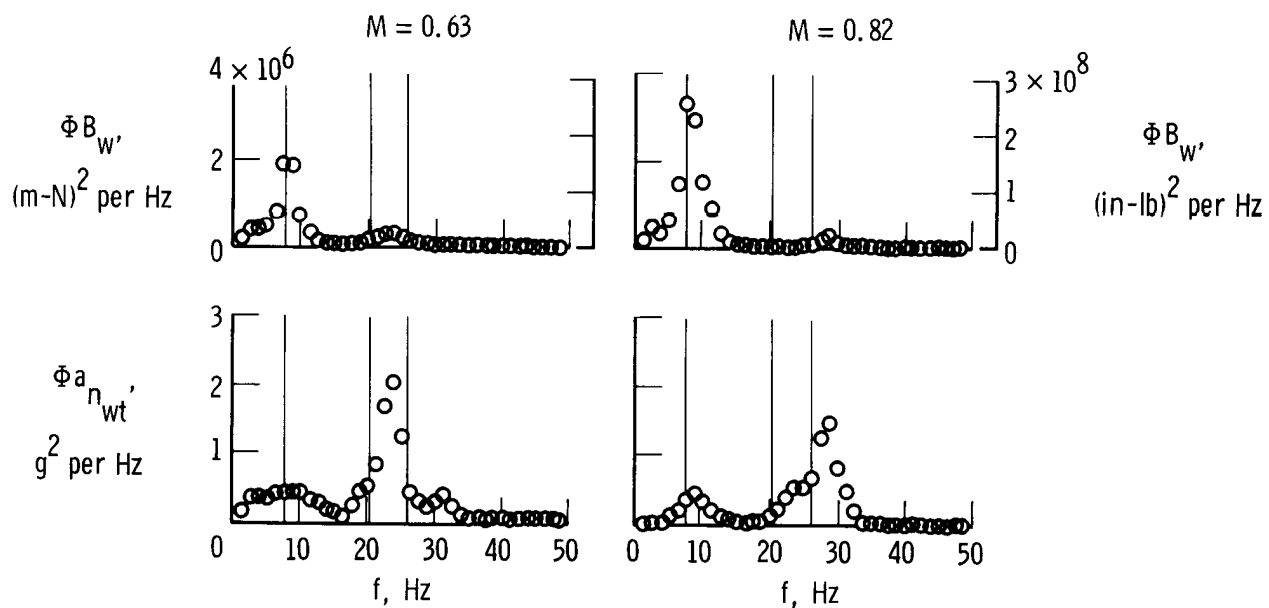 M = 0.63
M = 0.82
4 × 10^6
2
0
ΦB_w,
(m-N)^2 per Hz
3 × 10^8
2
1
0
ΦB_w,
(in-lb)^2 per Hz
3
2
1
Φa_n_wt,
g^2 per Hz
0 10 20 30 40 50
f, Hz
0 10 20 30 40 50
f, Hz